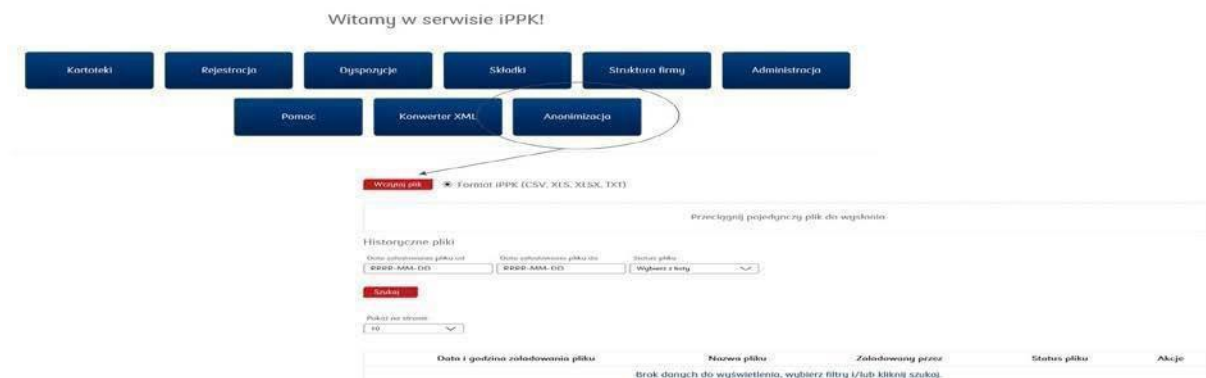 Witamy w serwisie iPPK!
Kartoteki Rejestracja Dyspozycje Składki Struktura firmy Administracja
Pomoc Konwerter XML Anonimizacja
Wczytaj plik Format iPPK (CSV, XLS, XLSX, TXT)
Przeciągnij pojedynczy plik do wysłania
Historyczne pliki
Data załadowania pliku od Data załadowania pliku do Status pliku
RRRR-MM-DD RRRR-MM-DD Wybierz z listy
Szukaj
Pokaż na stronie
10
Data i godzina załadowania pliku Nazwa pliku Załadowany przez Status pliku Akcje
Brak danych do wyświetlenia, wybierz filtry i/lub kliknij szukaj.